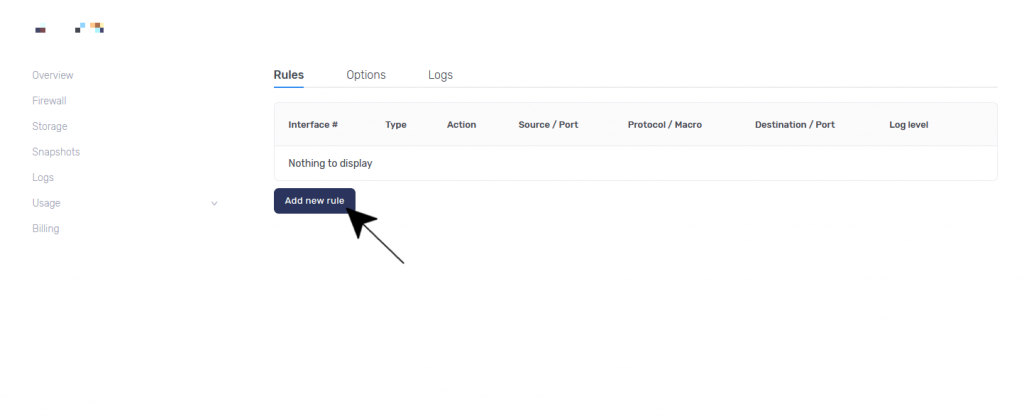 Overview
Firewall
Storage
Snapshots
Logs
Usage
Billing
Rules Options Logs
Interface # Type Action Source / Port Protocol / Macro Destination / Port Log level
Nothing to display
Add new rule